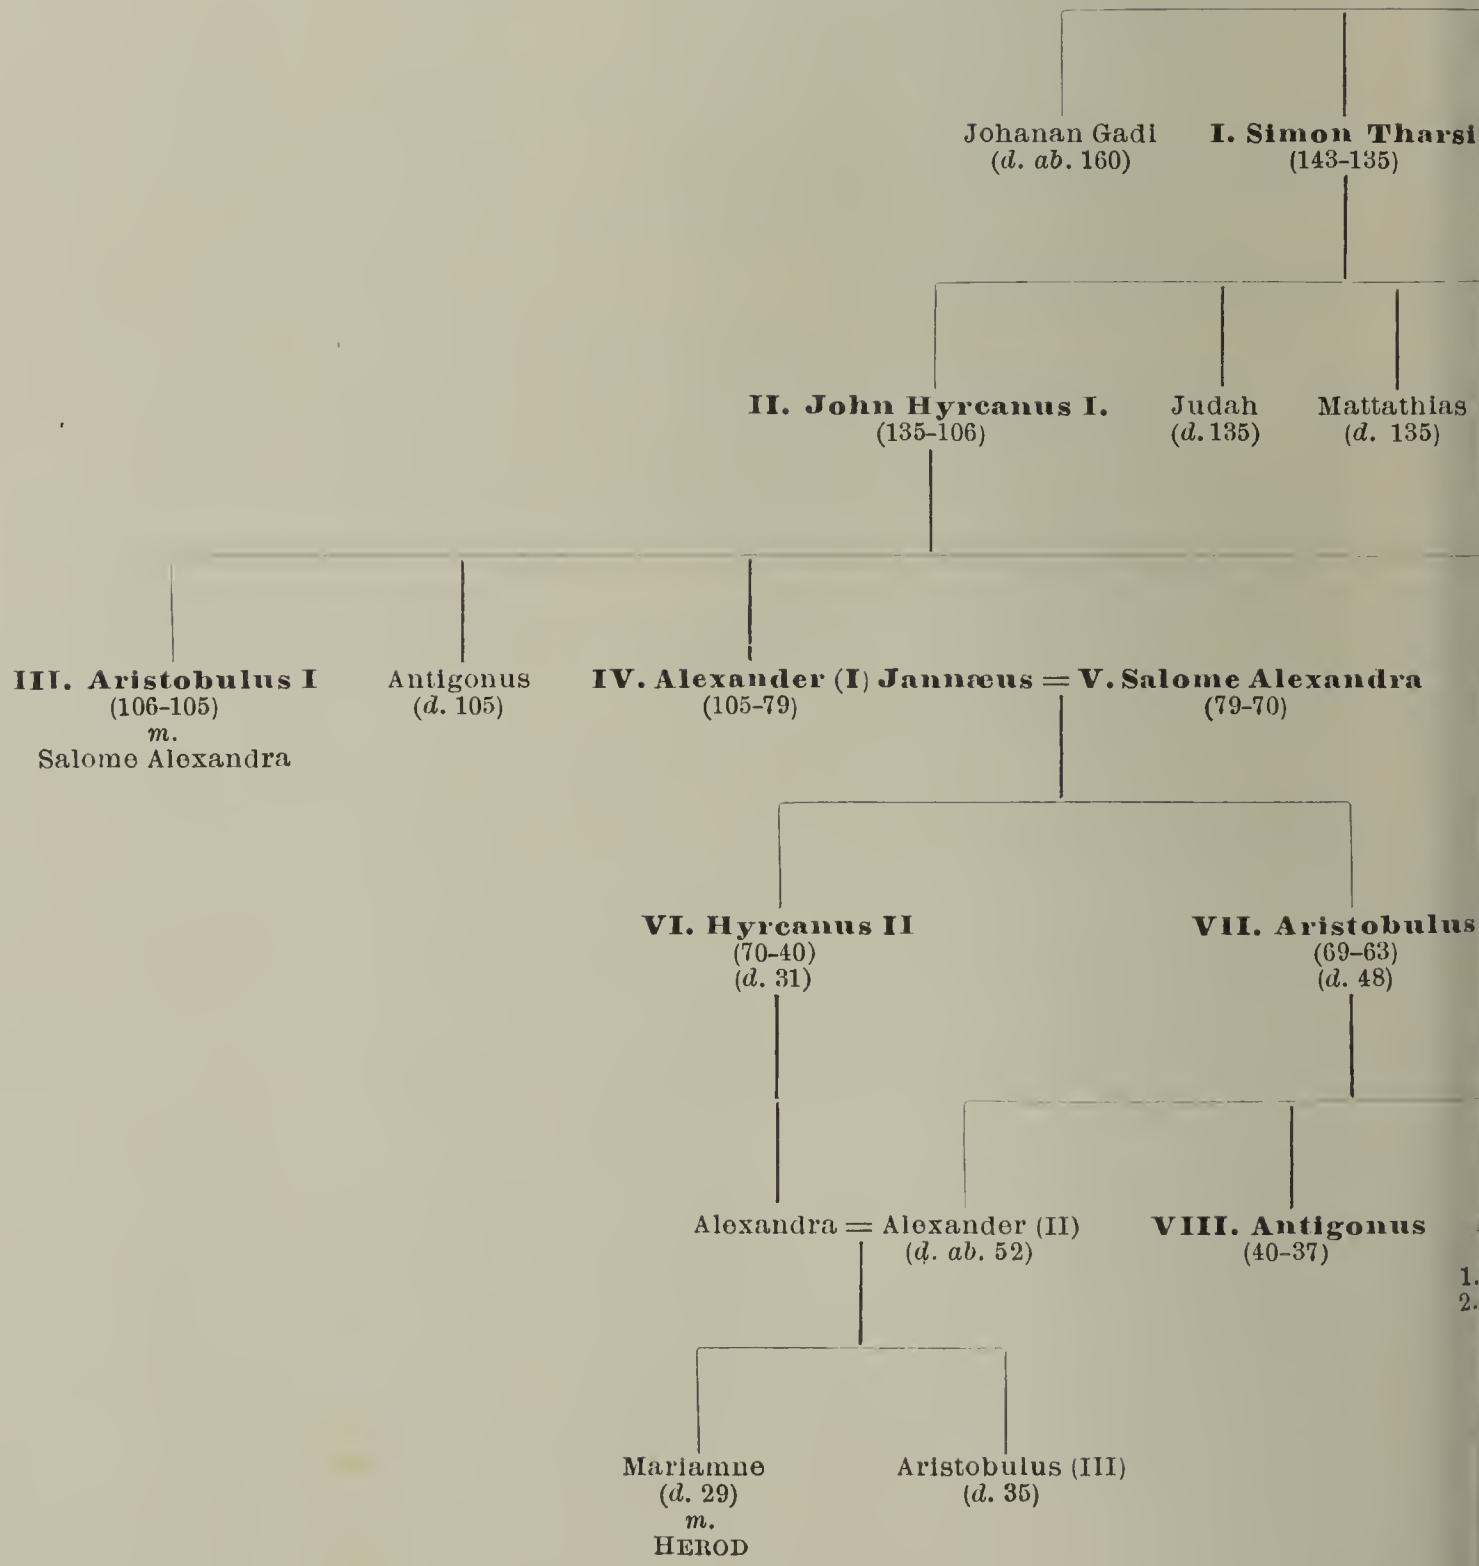 Johanan Gadi I. Simon Tharsi
(d. ab. 160) (143-135)
II. John Hyrcanus I. Judah Mattathias
(135-106) (d. 135) (d. 135)
III. Aristobulus I Antigonus IV. Alexander (I) Jannæus = V. Salome Alexandra
(106-105) (d. 105) (105-79) (79-70)
m.
Salome Alexandra
VI. Hyrcanus II VII. Aristobulus
(70-40) (69-63)
(d. 31) (d. 48)
Alexandra = Alexander (II) VIII. Antigonus
(d. ab. 52) (40-37)
1.
2.
Mariamne Aristobulus (III)
(d. 29) (d. 35)
m.
HEROD